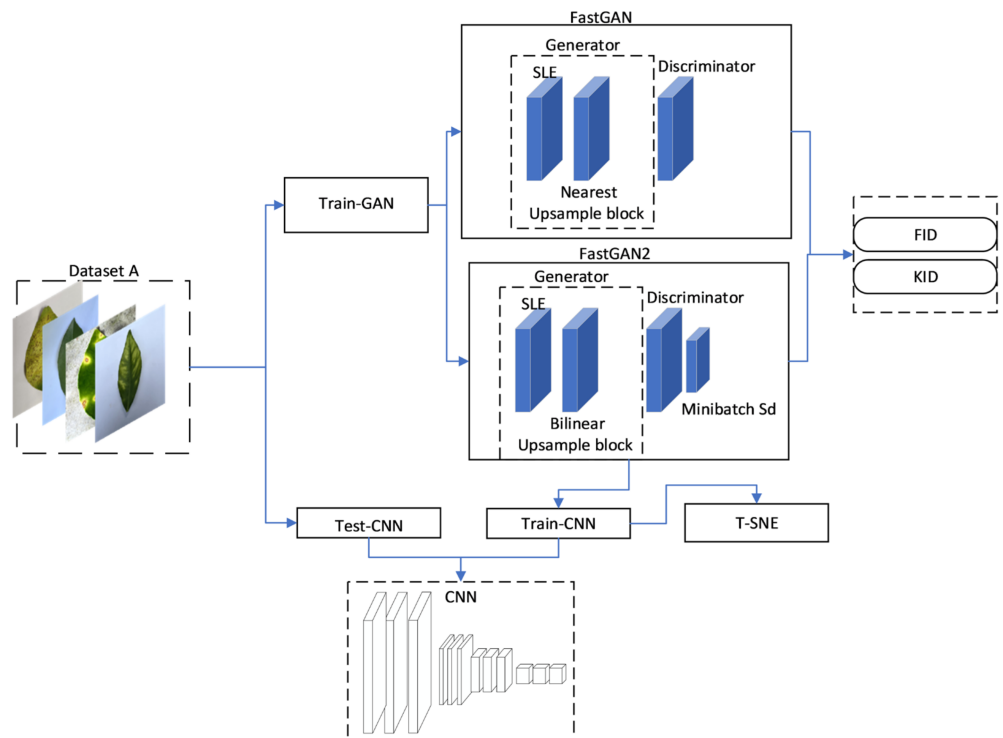 FastGAN
Generator
SLE
Discriminator
Nearest
Upsample block
Train-GAN
FID
KID
Dataset A
FastGAN2
Generator
SLE
Discriminator
Bilinear
Upsample block
Minibatch Sd
Test-CNN
Train-CNN
T-SNE
CNN